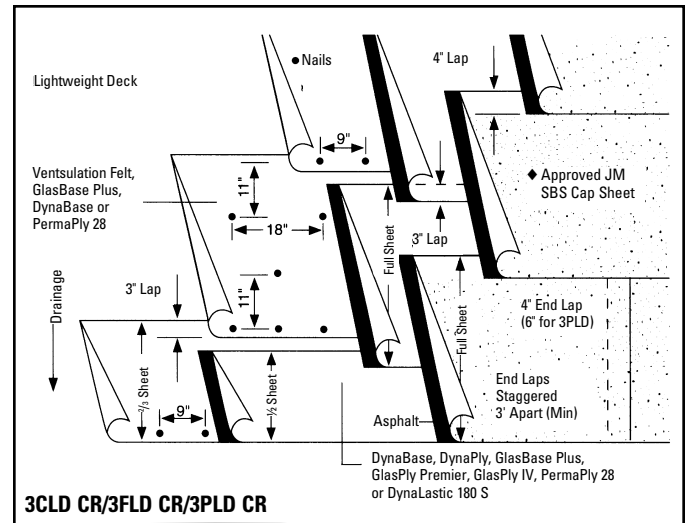 Lightweight Deck
Nails
4" Lap
9"
11"
Ventsulation Felt,
GlasBase Plus,
DynaBase or
PermaPly 28
18"
Approved JM
SBS Cap Sheet
3" Lap
Full Sheet
Full Sheet
Drainage
3" Lap
11"
4" End Lap
(6" for 3PLD)
2/3 Sheet
9"
1/2 Sheet
End Laps
Staggered
3' Apart (Min)
Asphalt
DynaBase, DynaPly, GlasBase Plus,
GlasPly Premier, GlasPly IV, PermaPly 28
or DynaLastic 180 S
3CLD CR/3FLD CR/3PLD CR